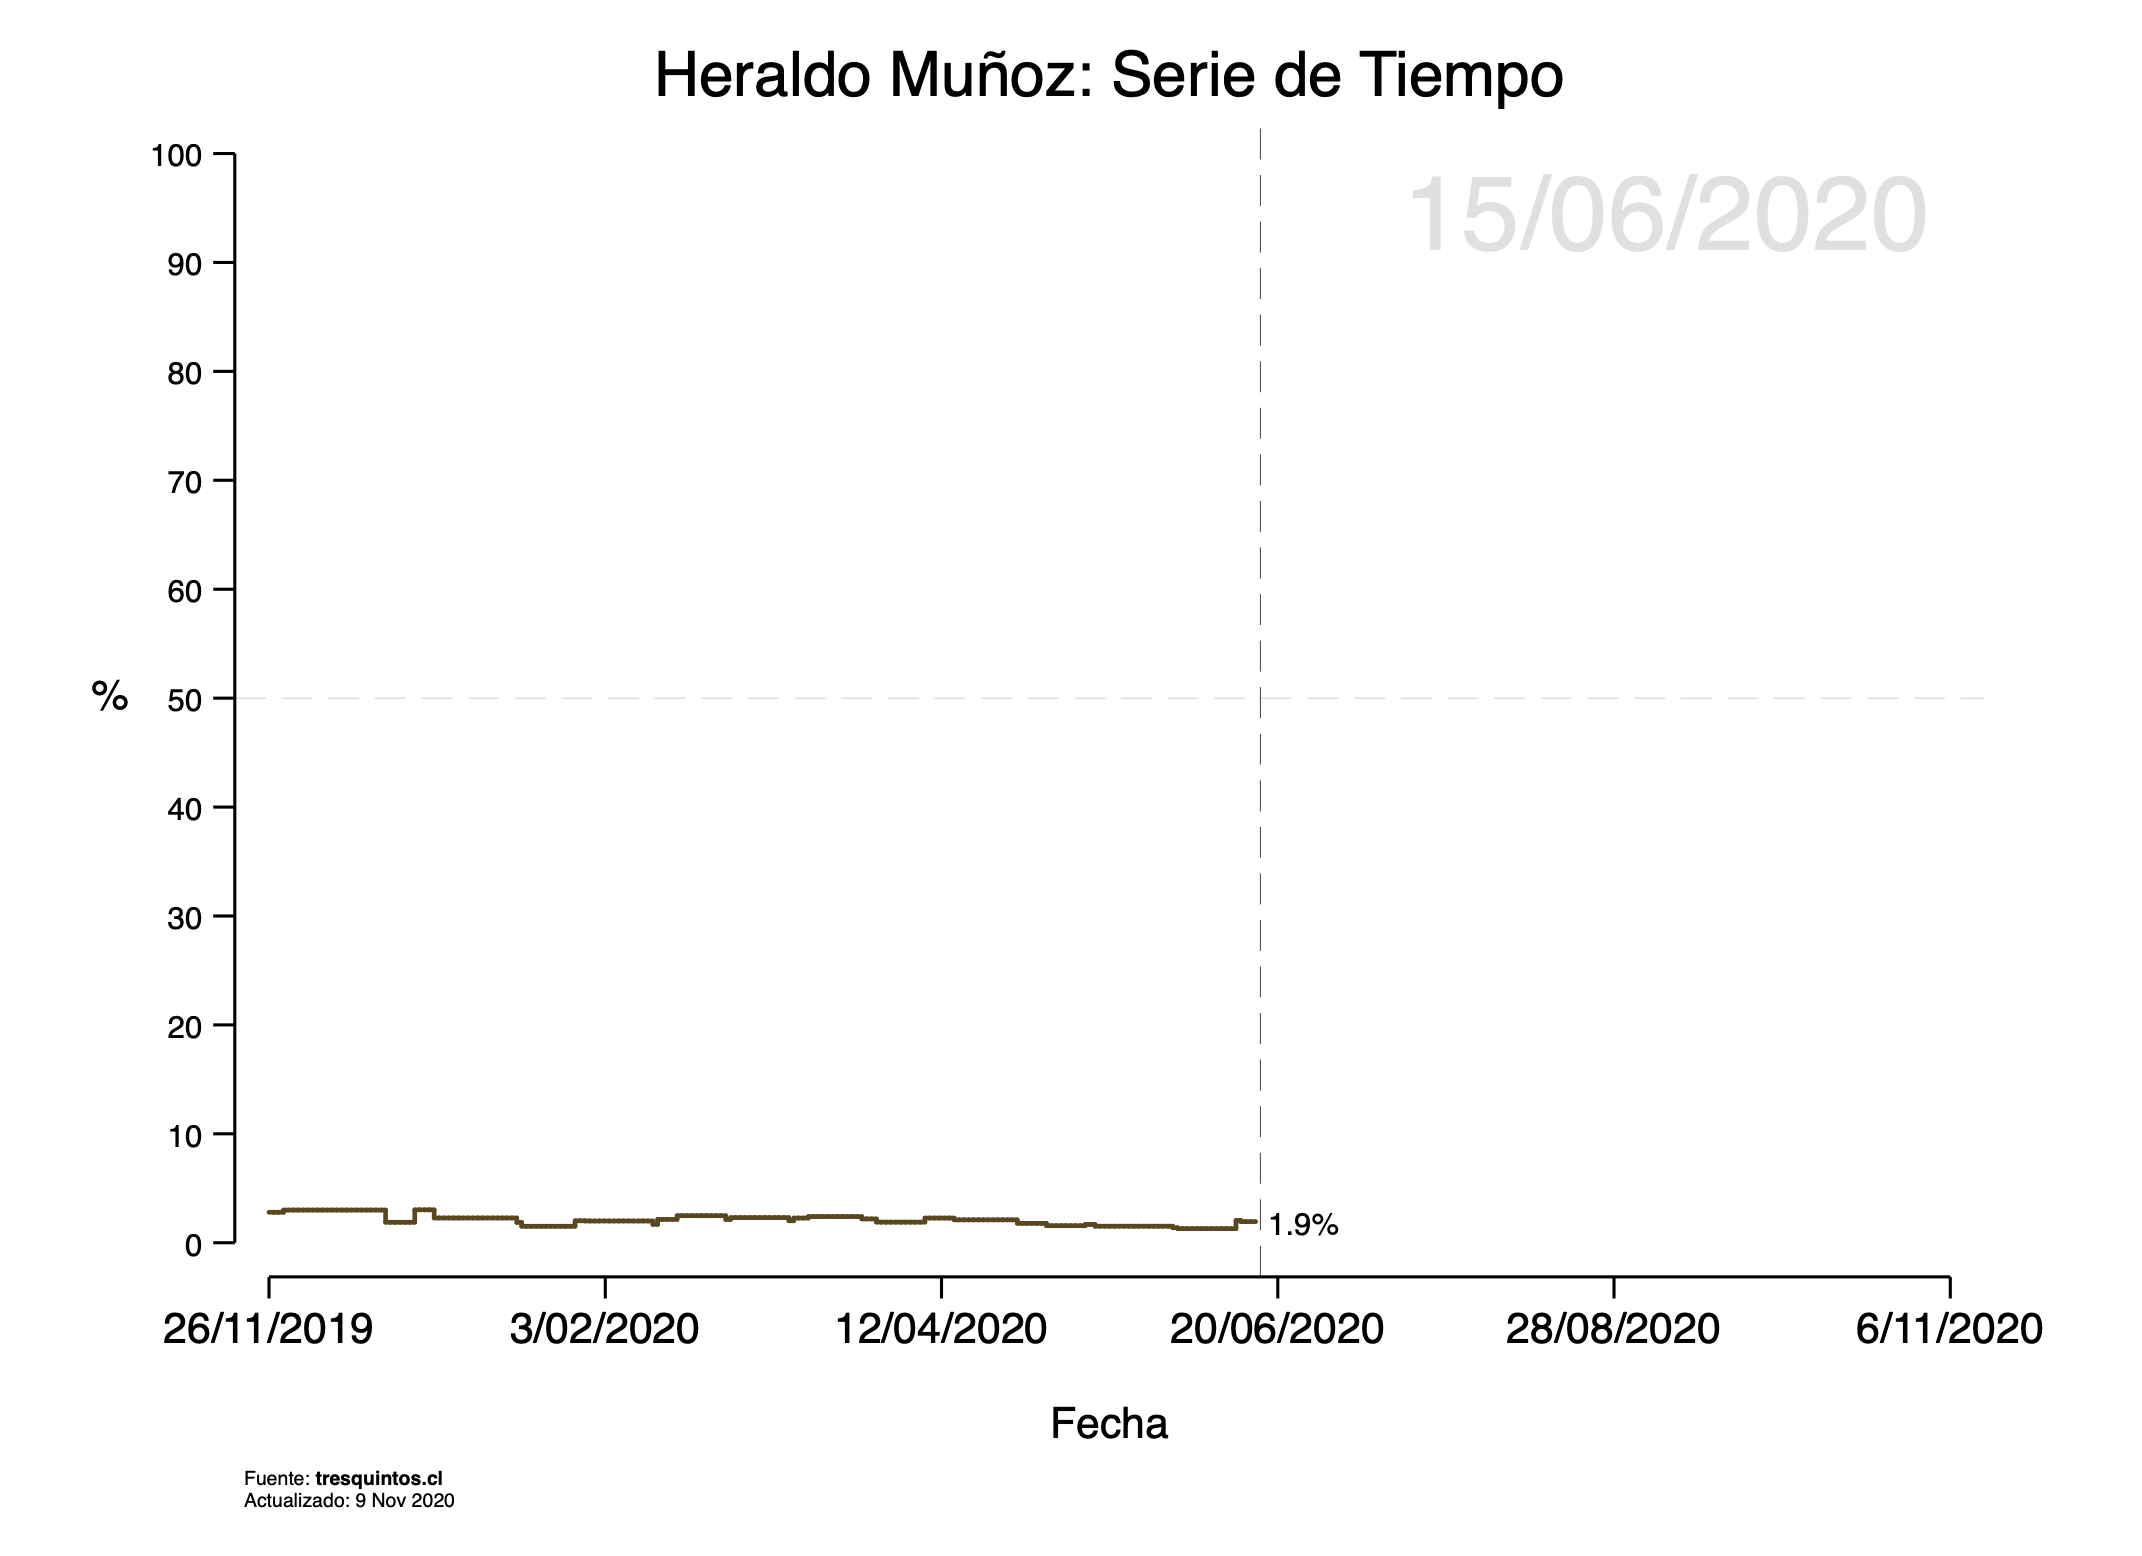 Heraldo Muñoz: Serie de Tiempo
15/06/2020
100
90
80
70
60
50
40
30
20
10
0
%
1.9%
26/11/2019 3/02/2020 12/04/2020 20/06/2020 28/08/2020 6/11/2020
Fecha
Fuente: tresquintos.cl
Actualizado: 9 Nov 2020